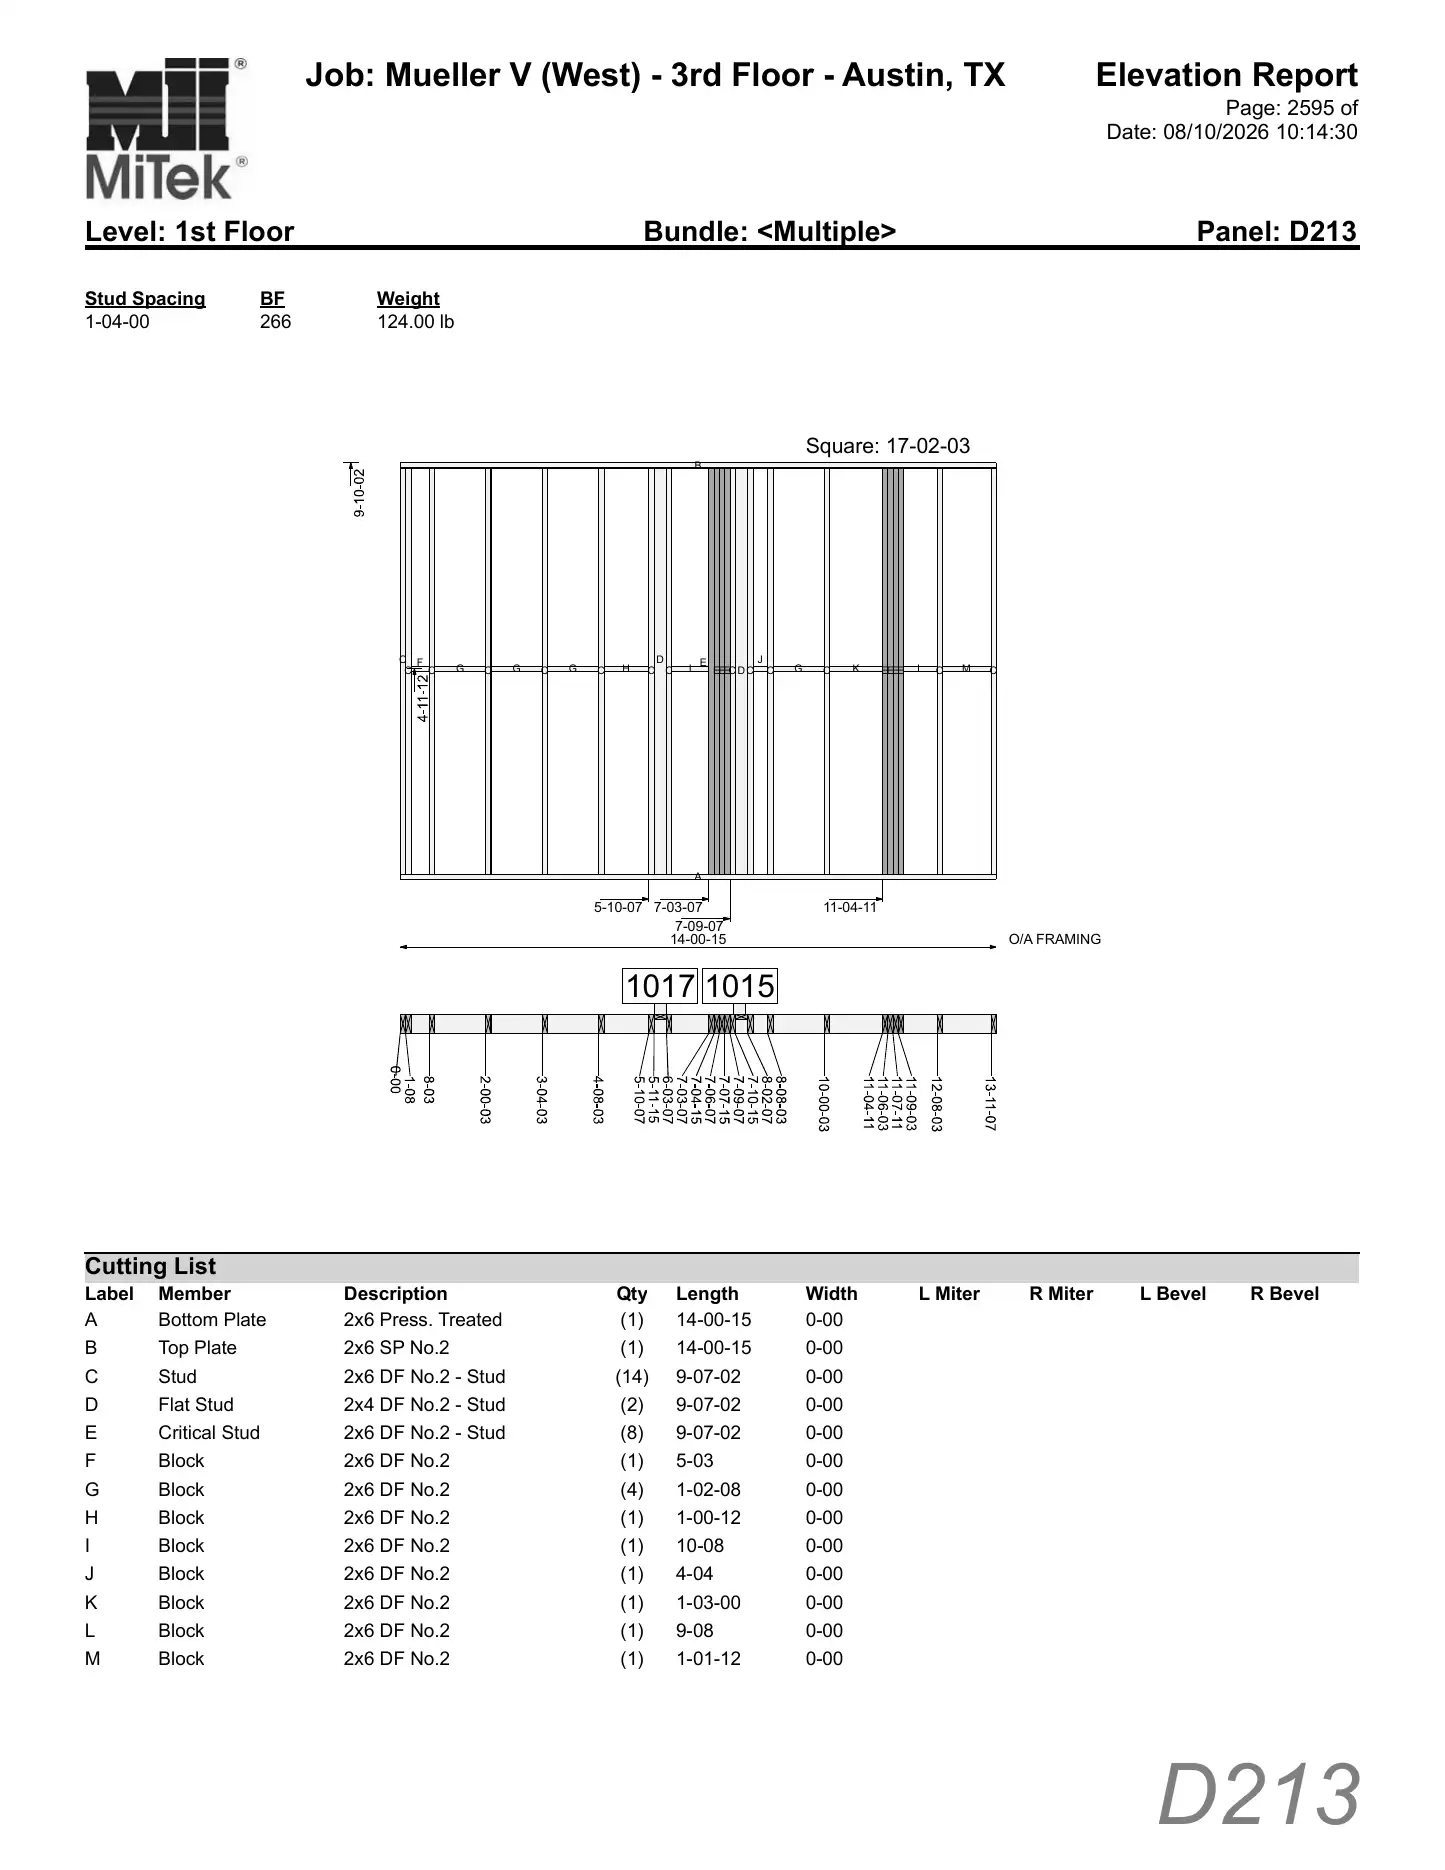 Job: Mueller V (West) - 3rd Floor - Austin, TX
Elevation Report
Page: 2595 of
Date: 08/10/2026 10:14:30
MiTek®
Level: 1st Floor Bundle: <Multiple> Panel: D213
Stud Spacing BF Weight
1-04-00 266 124.00 lb
Square: 17-02-03
B
9-10-02
C F G G G H D I E D J G K L M
4-11-12
A
5-10-07 7-03-07 11-04-11
7-09-07
14-00-15 O/A FRAMING
1017 1015
0-00 1-08 8-03 2-00-03 3-04-03 4-08-03 5-10-07 5-11-15 6-03-07 7-03-07 7-04-15 7-06-07 7-07-15 7-09-07 7-10-15 8-02-07 8-08-03 10-00-03 11-04-11 11-06-03 11-07-11 11-09-03 12-08-03 13-11-07
Cutting List
Label Member Description Qty Length Width L Miter R Miter L Bevel R Bevel
A Bottom Plate 2x6 Press. Treated (1) 14-00-15 0-00
B Top Plate 2x6 SP No.2 (1) 14-00-15 0-00
C Stud 2x6 DF No.2 - Stud (14) 9-07-02 0-00
D Flat Stud 2x4 DF No.2 - Stud (2) 9-07-02 0-00
E Critical Stud 2x6 DF No.2 - Stud (8) 9-07-02 0-00
F Block 2x6 DF No.2 (1) 5-03 0-00
G Block 2x6 DF No.2 (4) 1-02-08 0-00
H Block 2x6 DF No.2 (1) 1-00-12 0-00
I Block 2x6 DF No.2 (1) 10-08 0-00
J Block 2x6 DF No.2 (1) 4-04 0-00
K Block 2x6 DF No.2 (1) 1-03-00 0-00
L Block 2x6 DF No.2 (1) 9-08 0-00
M Block 2x6 DF No.2 (1) 1-01-12 0-00
D213